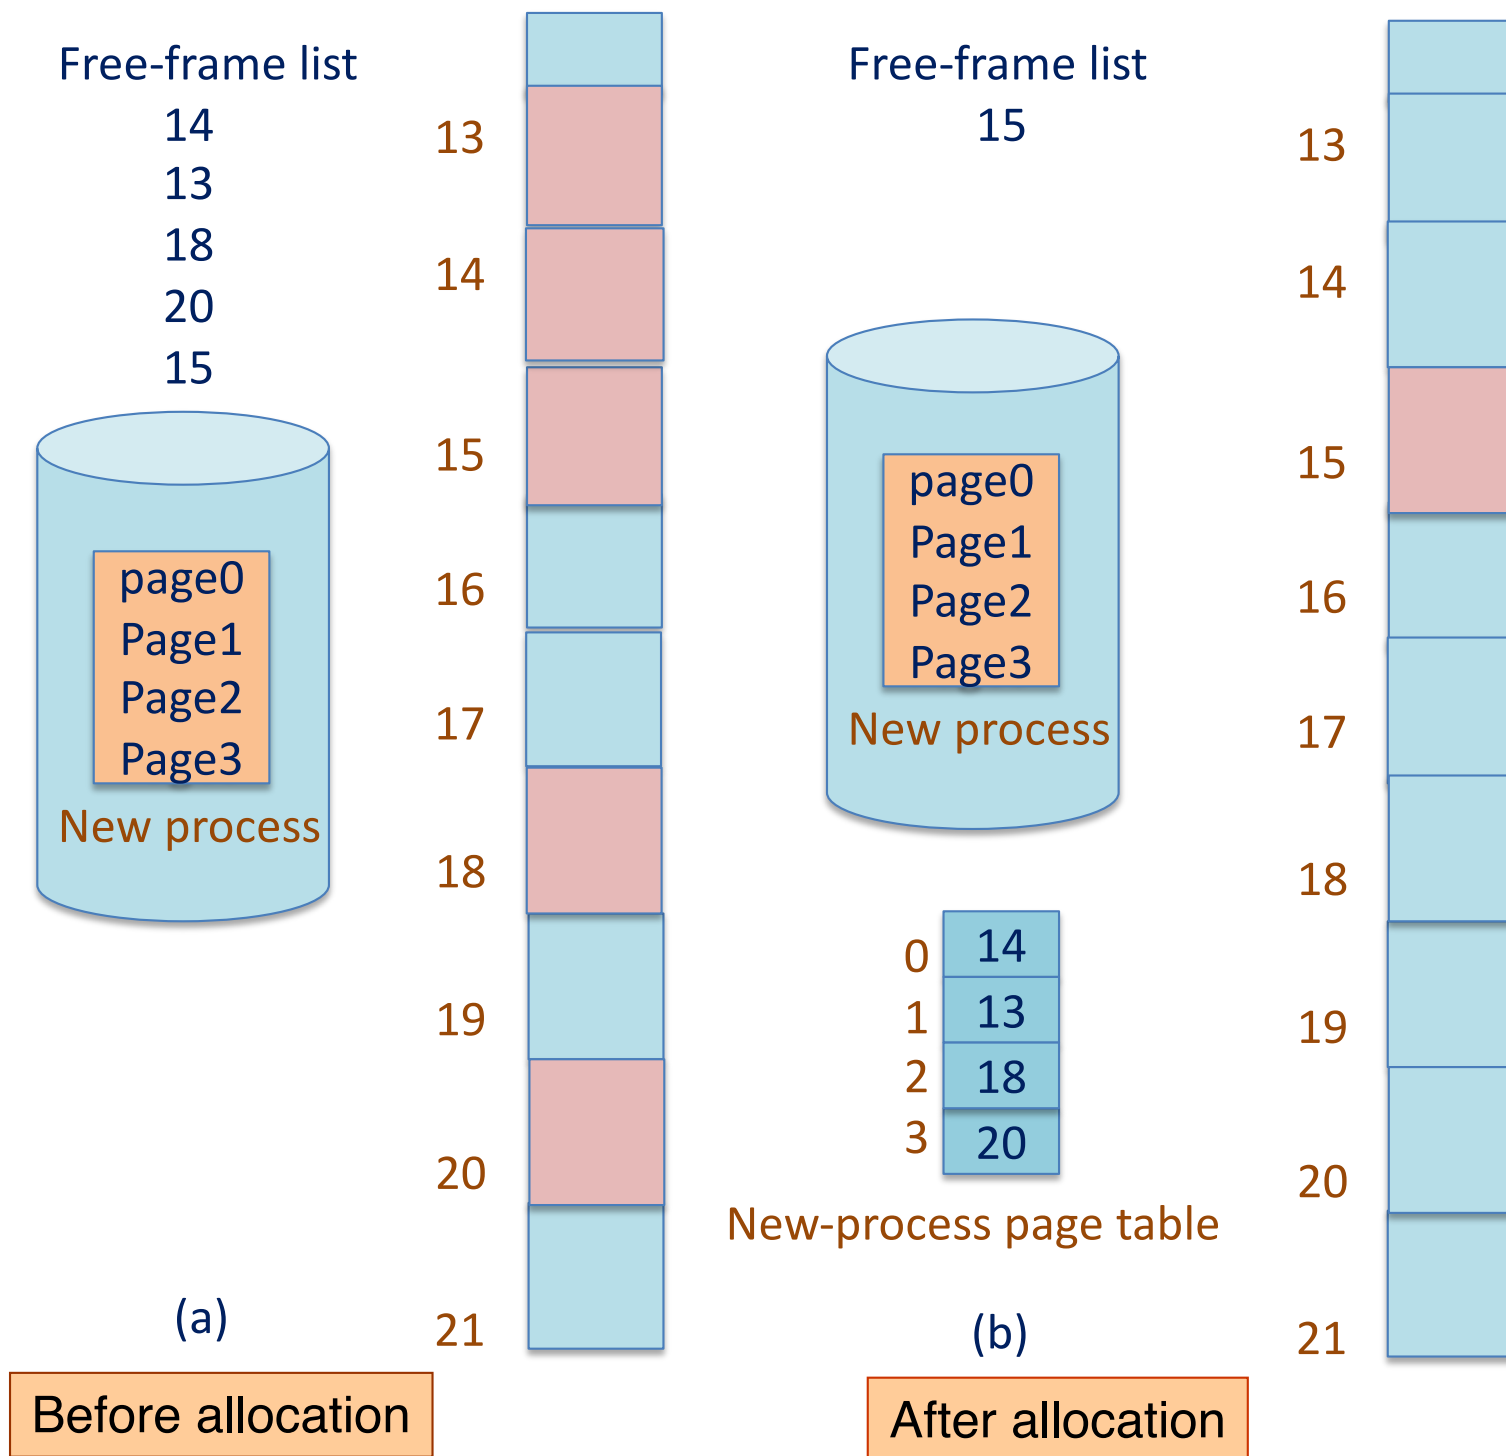 Free-frame list
14
13
18
20
15
page0
Page1
Page2
Page3
New process
(a)
Before allocation
13
14
15
16
17
18
19
20
21
Free-frame list
15
page0
Page1
Page2
Page3
New process
0 14
1 13
2 18
3 20
New-process page table
(b)
After allocation
13
14
15
16
17
18
19
20
21